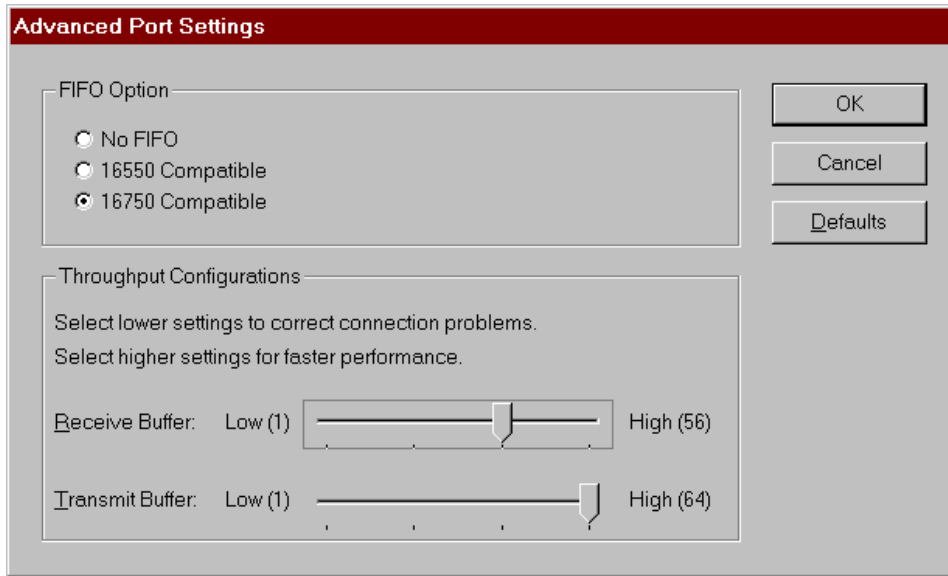 Advanced Port Settings
FIFO Option
No FIFO
16550 Compatible
16750 Compatible
OK
Cancel
Defaults
Throughput Configurations
Select lower settings to correct connection problems.
Select higher settings for faster performance.
Receive Buffer: Low (1) High (56)
Transmit Buffer: Low (1) High (64)